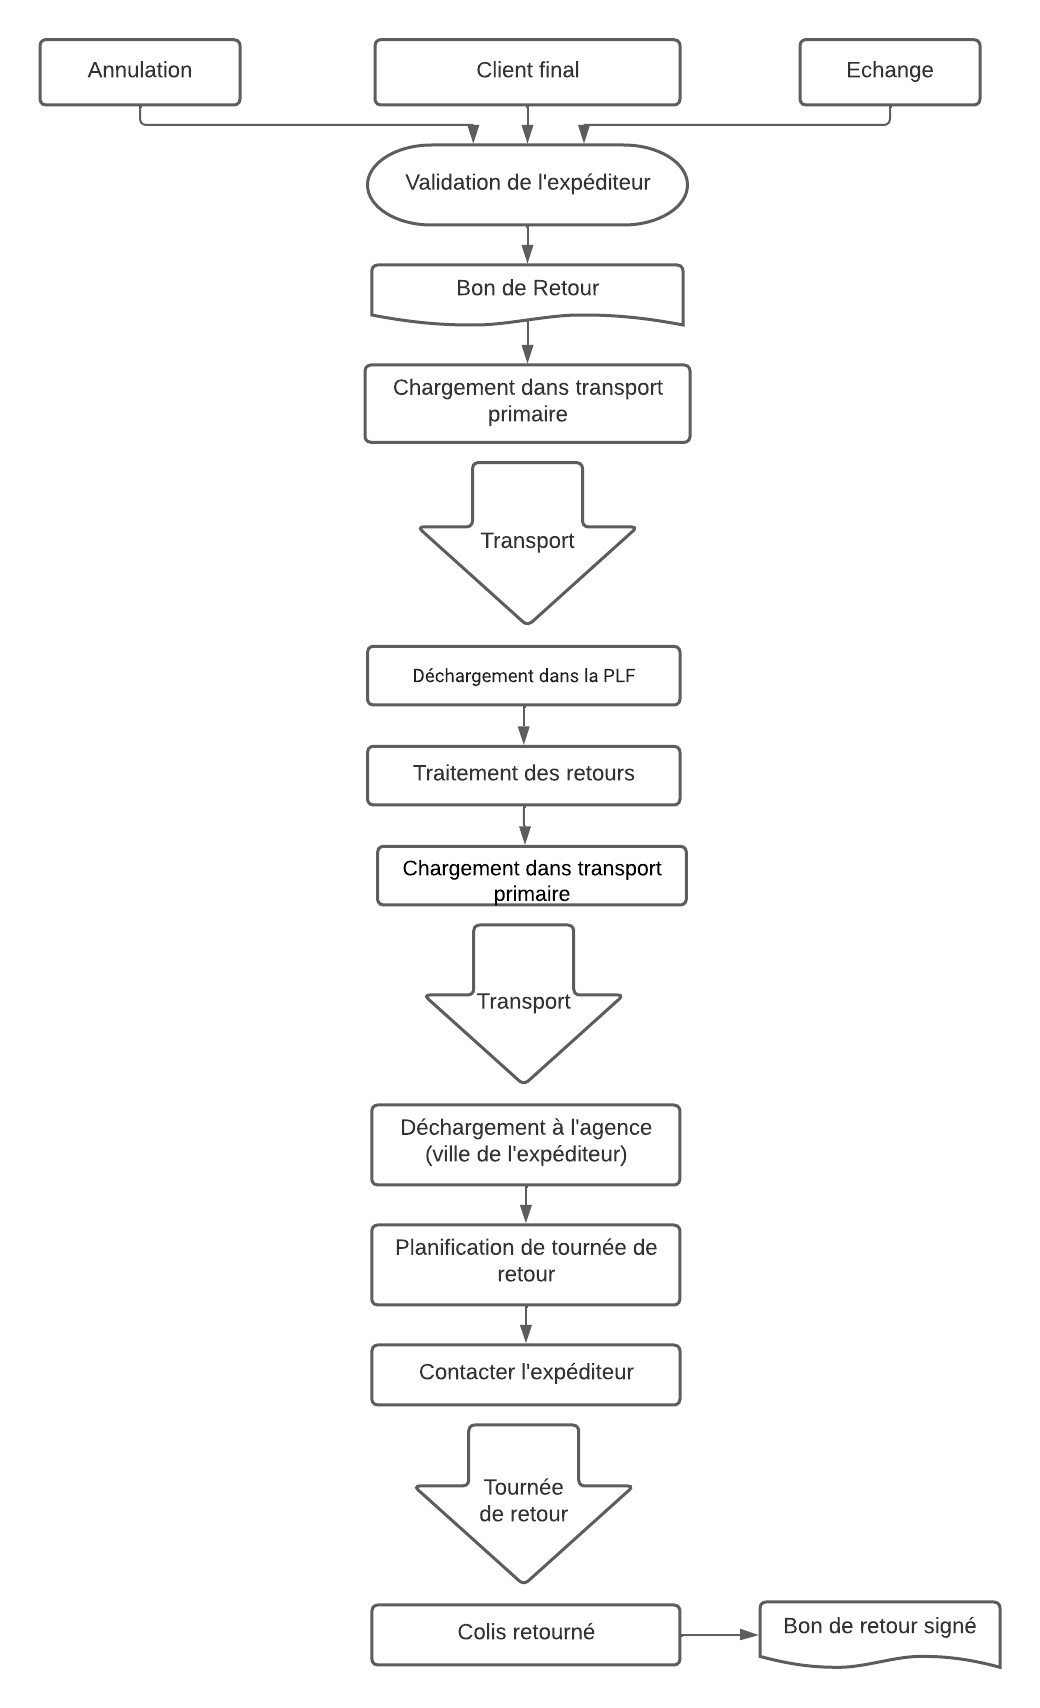 Annulation
Client final
Echange
Validation de l'expéditeur
Bon de Retour
Chargement dans transport
primaire
Transport
Déchargement dans la PLF
Traitement des retours
Chargement dans transport
primaire
Transport
Déchargement à l'agence
(ville de l'expéditeur)
Planification de tournée de
retour
Contacter l'expéditeur
Tournée
de retour
Colis retourné
Bon de retour signé